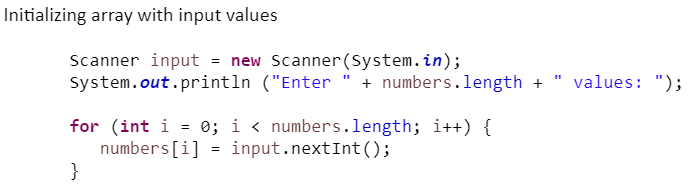 Initializing array with input values
Scanner input = new Scanner(System.in);
System.out.println ("Enter " + numbers.length + " values: ");
for (int i = 0; i < numbers.length; i++) {
numbers[i] = input.nextInt();
}